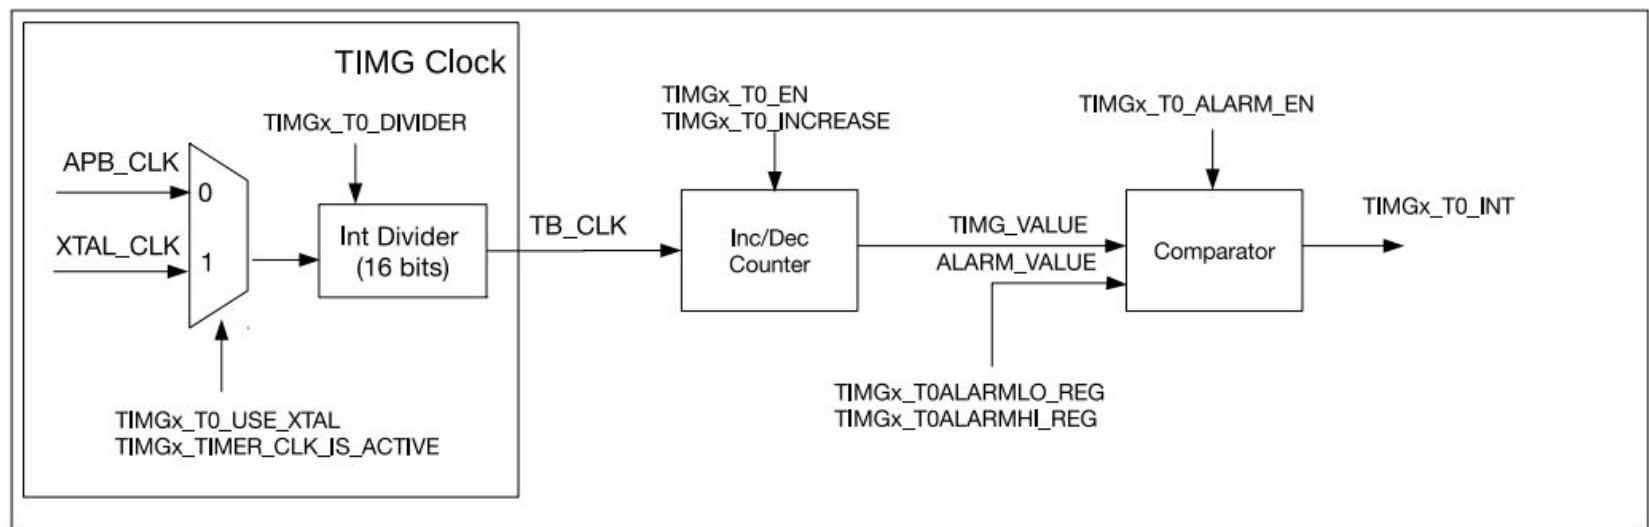 TIMG Clock
TIMGx_T0_DIVIDER
APB_CLK
0
XTAL_CLK
1
Int Divider
(16 bits)
TIMGx_T0_USE_XTAL
TIMGx_TIMER_CLK_IS_ACTIVE
TB_CLK
TIMGx_T0_EN
TIMGx_T0_INCREASE
Inc/Dec
Counter
TIMG_VALUE
ALARM_VALUE
TIMGx_T0ALARMLO_REG
TIMGx_T0ALARMHI_REG
TIMGx_T0_ALARM_EN
Comparator
TIMGx_T0_INT